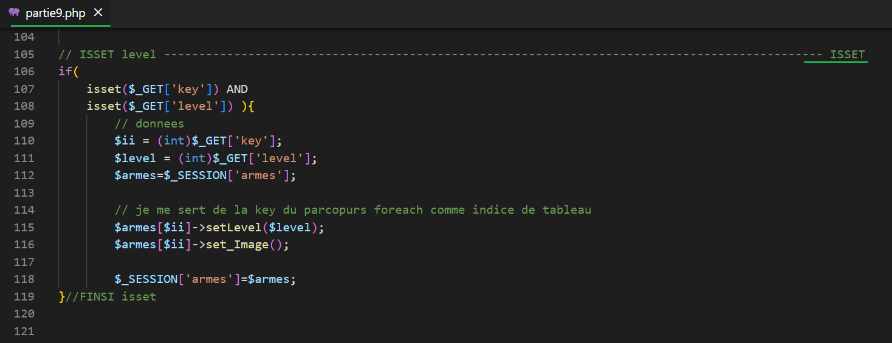 partie9.php
104
105 // ISSET level ------------------------------------------------------------------------------------------------ ISSET
106 if(
107 isset($_GET['key']) AND
108 isset($_GET['level']) ){
109 // donnees
110 $ii = (int)$_GET['key'];
111 $level = (int)$_GET['level'];
112 $armes=$_SESSION['armes'];
113
114 // je me sert de la key du parcopurs foreach comme indice de tableau
115 $armes[$ii]->setLevel($level);
116 $armes[$ii]->set_Image();
117
118 $_SESSION['armes']=$armes;
119 }//FINSI isset
120
121